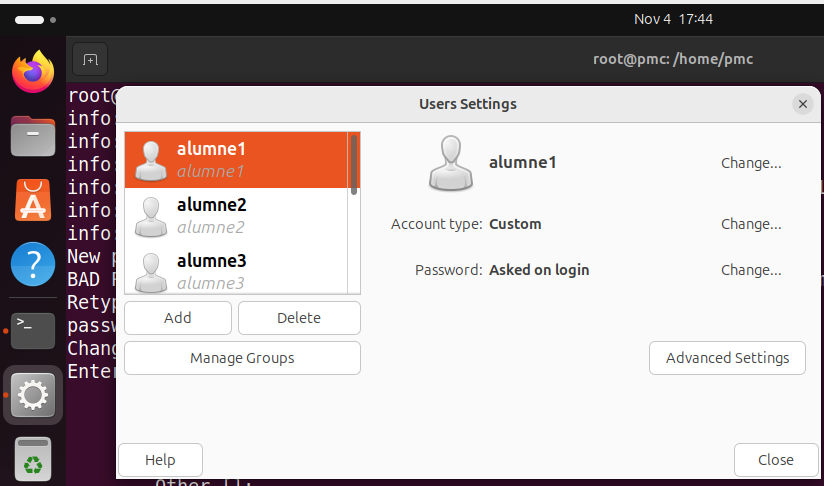 Nov 4 17:44
root@pmc: /home/pmc
root@
info:
info:
info:
info:
info:
info:
New p
BAD
Retyp
passw
Chang
Enter
Other []:
Users Settings
alumne1
alumne1
alumne2
alumne2
alumne3
alumne3
Add
Delete
Manage Groups
alumne1
Change...
Account type: Custom
Change...
Password: Asked on login
Change...
Advanced Settings
Help
Close